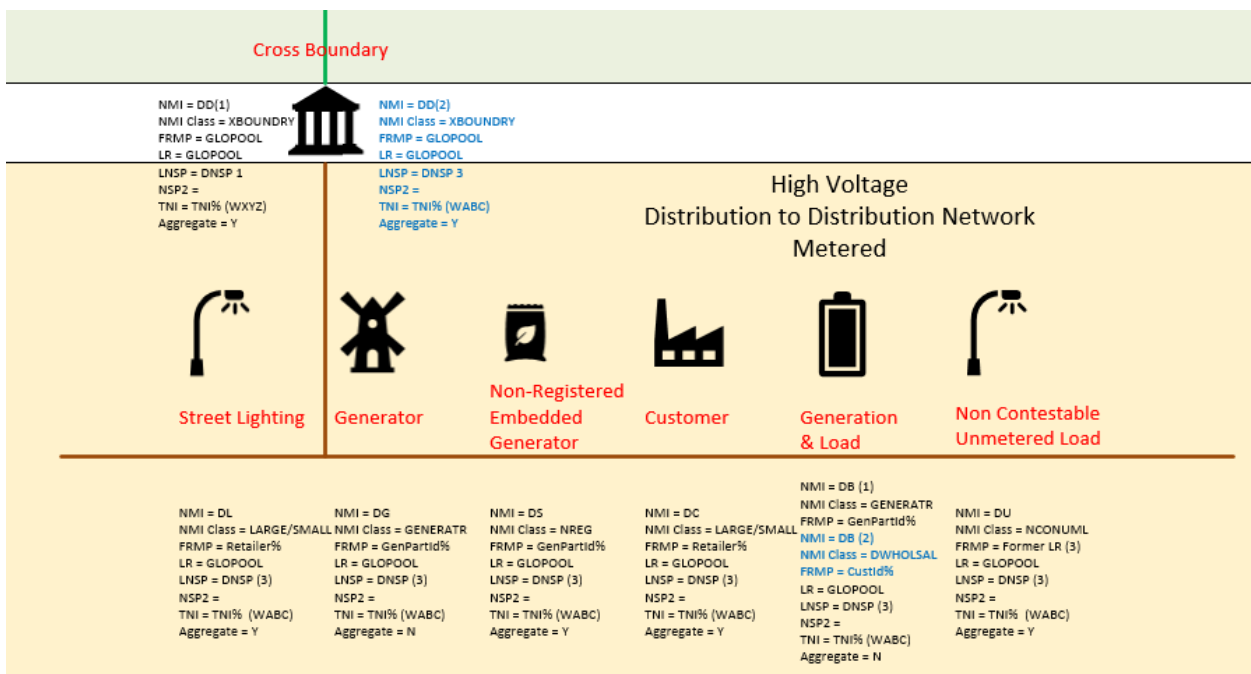 Cross Boundary
NMI = DD(1)
NMI Class = XBOUNDRY
FRMP = GLOPOOL
LR = GLOPOOL
LNSP = DNSP 1
NSP2 =
TNI = TNI% (WXYZ)
Aggregate = Y
NMI = DD(2)
NMI Class = XBOUNDRY
FRMP = GLOPOOL
LR = GLOPOOL
LNSP = DNSP 3
NSP2 =
TNI = TNI% (WABC)
Aggregate = Y
High Voltage
Distribution to Distribution Network
Metered
Street Lighting
Generator
Non-Registered
Embedded
Generator
Customer
Generation
& Load
Non Contestable
Unmetered Load
NMI = DL
NMI Class = LARGE/SMALL
FRMP = Retailer%
LR = GLOPOOL
LNSP = DNSP (3)
NSP2 =
TNI = TNI% (WABC)
Aggregate = Y
NMI = DG
NMI Class = GENERATR
FRMP = GenPartId%
LR = GLOPOOL
LNSP = DNSP (3)
NSP2 =
TNI = TNI% (WABC)
Aggregate = N
NMI = DS
NMI Class = NREG
FRMP = GenPartId%
LR = GLOPOOL
LNSP = DNSP (3)
NSP2 =
TNI = TNI% (WABC)
Aggregate = Y
NMI = DC
NMI Class = LARGE/SMALL
FRMP = Retailer%
LR = GLOPOOL
LNSP = DNSP (3)
NSP2 =
TNI = TNI% (WABC)
Aggregate = Y
NMI = DB (1)
NMI Class = GENERATR
FRMP = GenPartId%
NMI = DB (2)
NMI Class = DWHOLSAL
FRMP = CustId%
LR = GLOPOOL
LNSP = DNSP (3)
NSP2 =
TNI = TNI% (WABC)
Aggregate = N
NMI = DU
NMI Class = NCONUML
FRMP = Former LR (3)
LR = GLOPOOL
LNSP = DNSP (3)
NSP2 =
TNI = TNI% (WABC)
Aggregate = Y